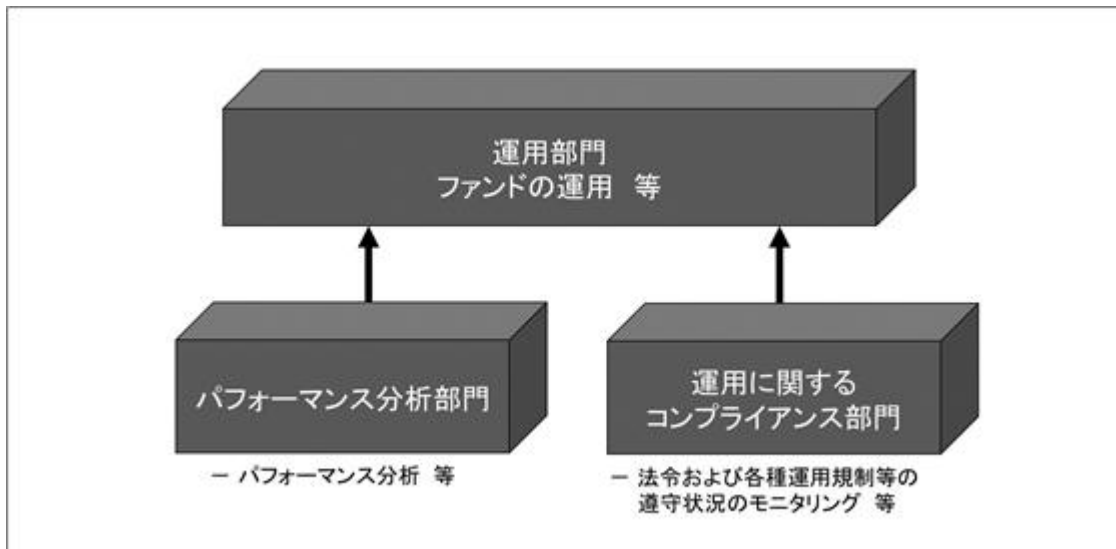 運用部門
ファンドの運用 等
パフォーマンス分析部門
－ パフォーマンス分析 等
運用に関する
コンプライアンス部門
－ 法令および各種運用規制等の
遵守状況のモニタリング 等